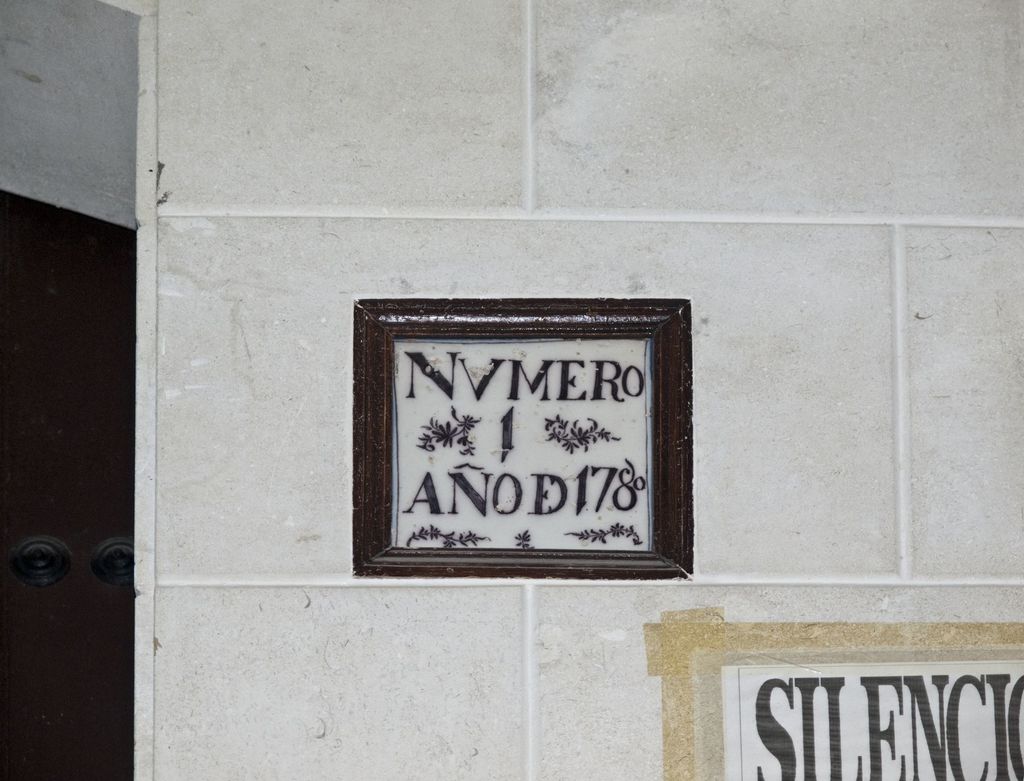 NVMERO
1
AÑO D 1780
SILENCIO